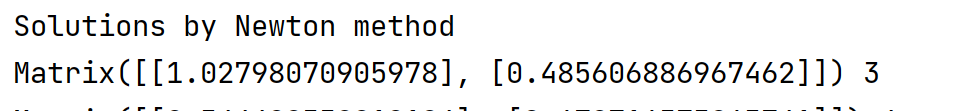 Solutions by Newton method
Matrix([[1.02798070905978], [0.485606886967462]]) 3